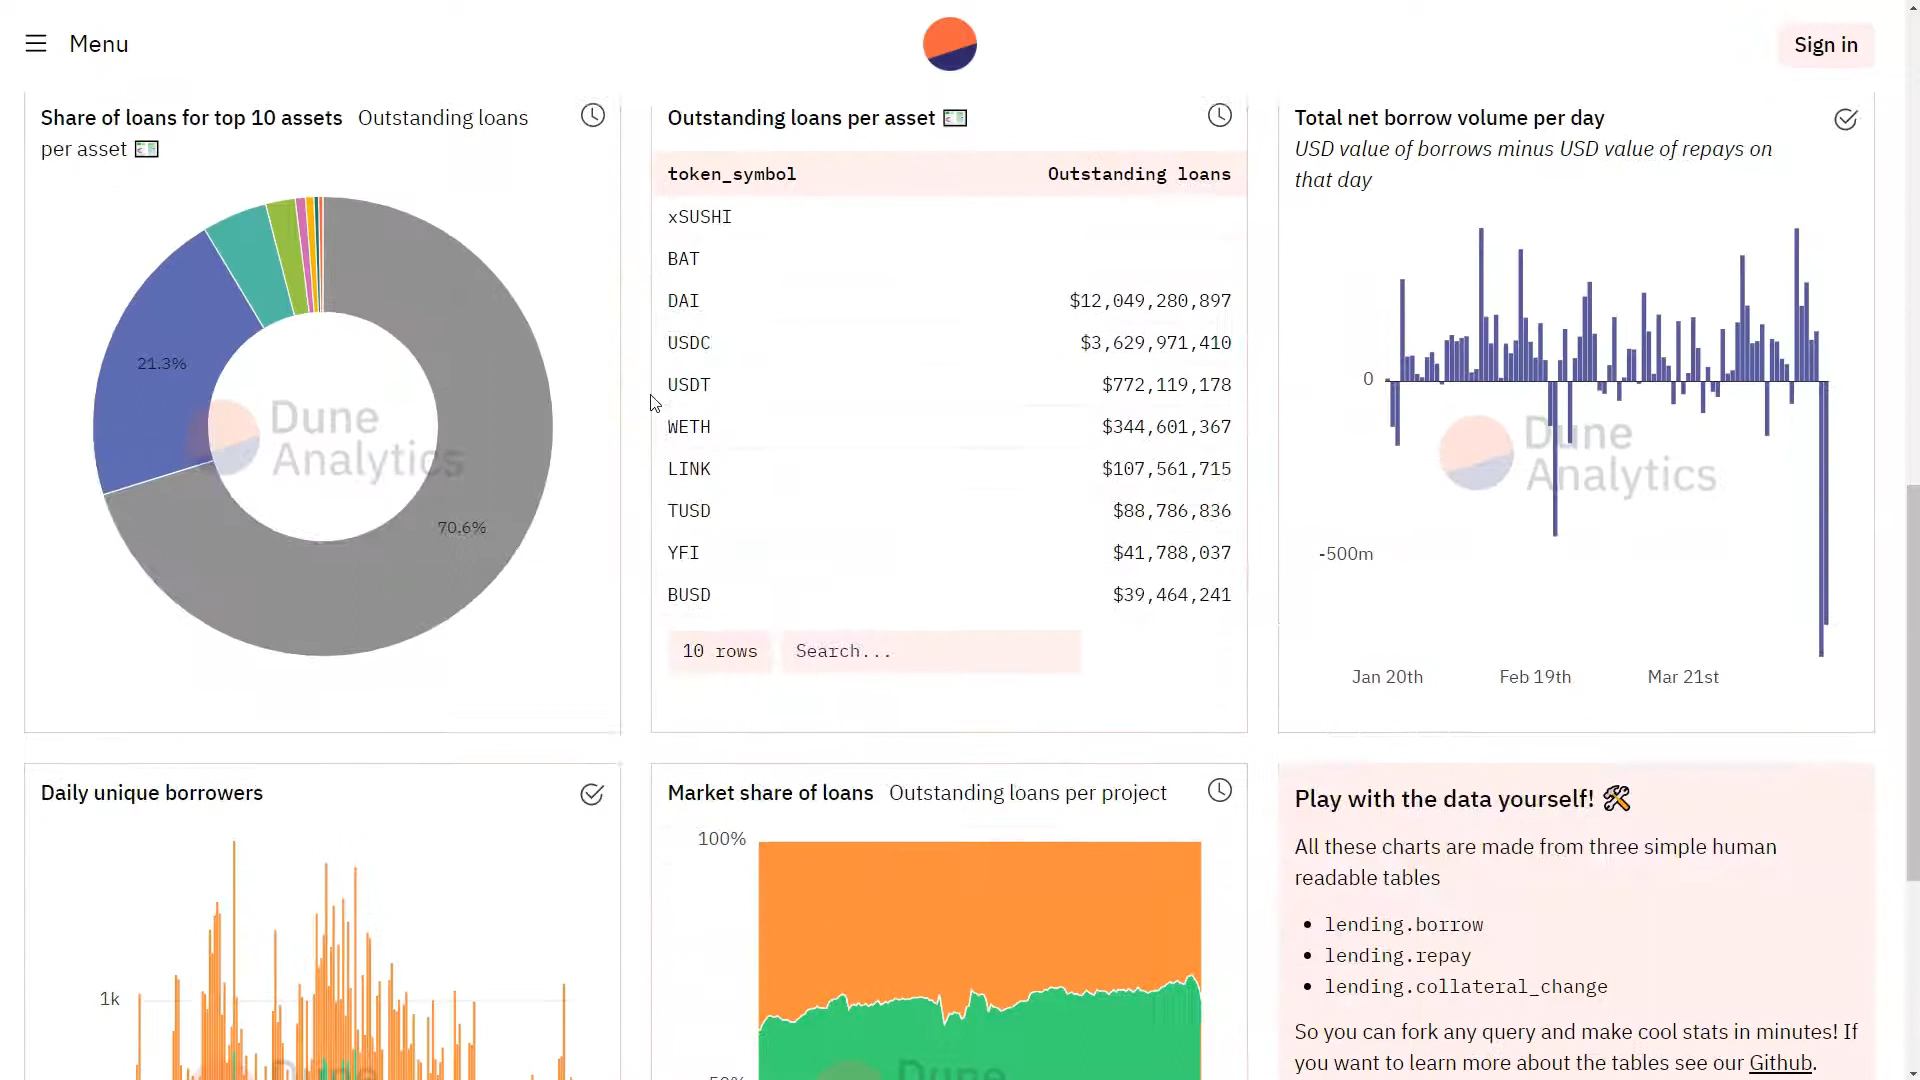 Menu
Sign in
Share of loans for top 10 assets Outstanding loans
per asset
21.3%
70.6%
Dune
Analytics
Outstanding loans per asset
token_symbol Outstanding loans
xSUSHI
BAT
DAI $12,049,280,897
USDC $3,629,971,410
USDT $772,119,178
WETH $344,601,367
LINK $107,561,715
TUSD $88,786,836
YFI $41,788,037
BUSD $39,464,241
10 rows Search...
Total net borrow volume per day
USD value of borrows minus USD value of repays on
that day
0
-500m
Jan 20th Feb 19th Mar 21st
Dune
Analytics
Daily unique borrowers
1k
Dune
Market share of loans Outstanding loans per project
100%
50%
Dune
Play with the data yourself!
All these charts are made from three simple human
readable tables
• lending.borrow
• lending.repay
• lending.collateral_change
So you can fork any query and make cool stats in minutes! If
you want to learn more about the tables see our Github.